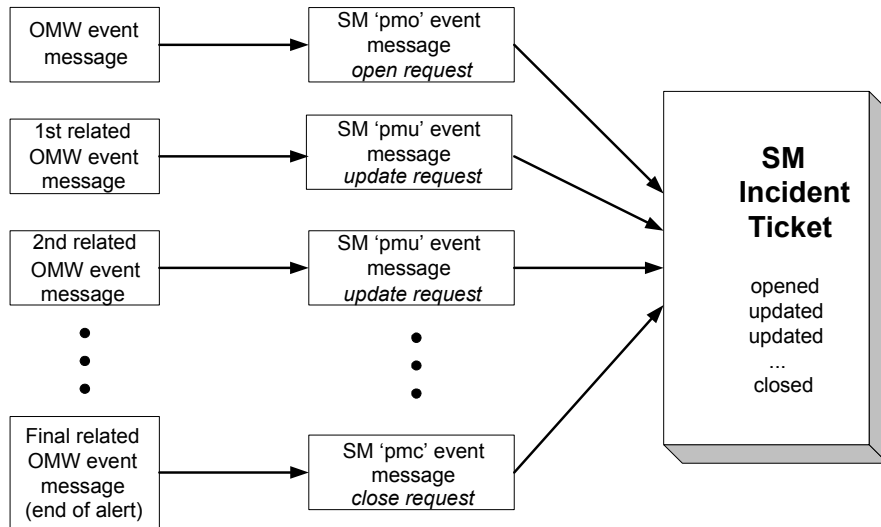 OMW event
message
SM ‘pmo’ event
message
open request
1st related
OMW event
message
SM ‘pmu’ event
message
update request
2nd related
OMW event
message
SM ‘pmu’ event
message
update request
Final related
OMW event
message
(end of alert)
SM ‘pmc’ event
message
close request
SM
Incident
Ticket
opened
updated
updated
...
closed